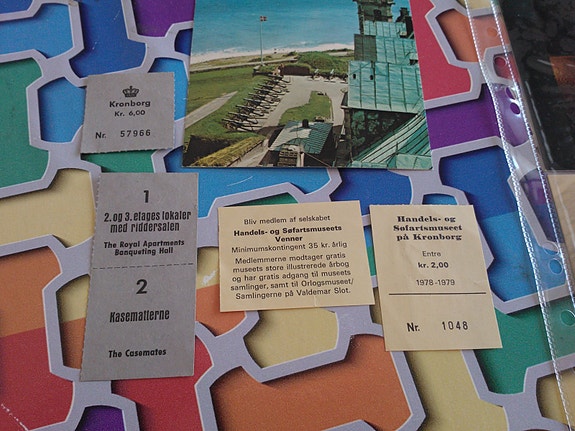 Kronborg
Kr. 6,00
Nr. 57966
1
2. og 3. etages lokaler
med riddersalen
The Royal Apartments
Banqueting Hall
2
Kasematterne
The Casemates
Bliv medlem af selskabet
Handels- og Søfartsmuseets
Venner
Minimumskontingent 35 kr. årlig
Medlemmerne modtager gratis
museets store illustrerede årbog
og har gratis adgang til museets
samlinger, samt til Orlogsmuseet/
Samlingerne på Valdemar Slot.
Handels- og
Søfartsmuseet
på Kronborg
Entre
kr. 2,00
1978-1979
Nr. 1048